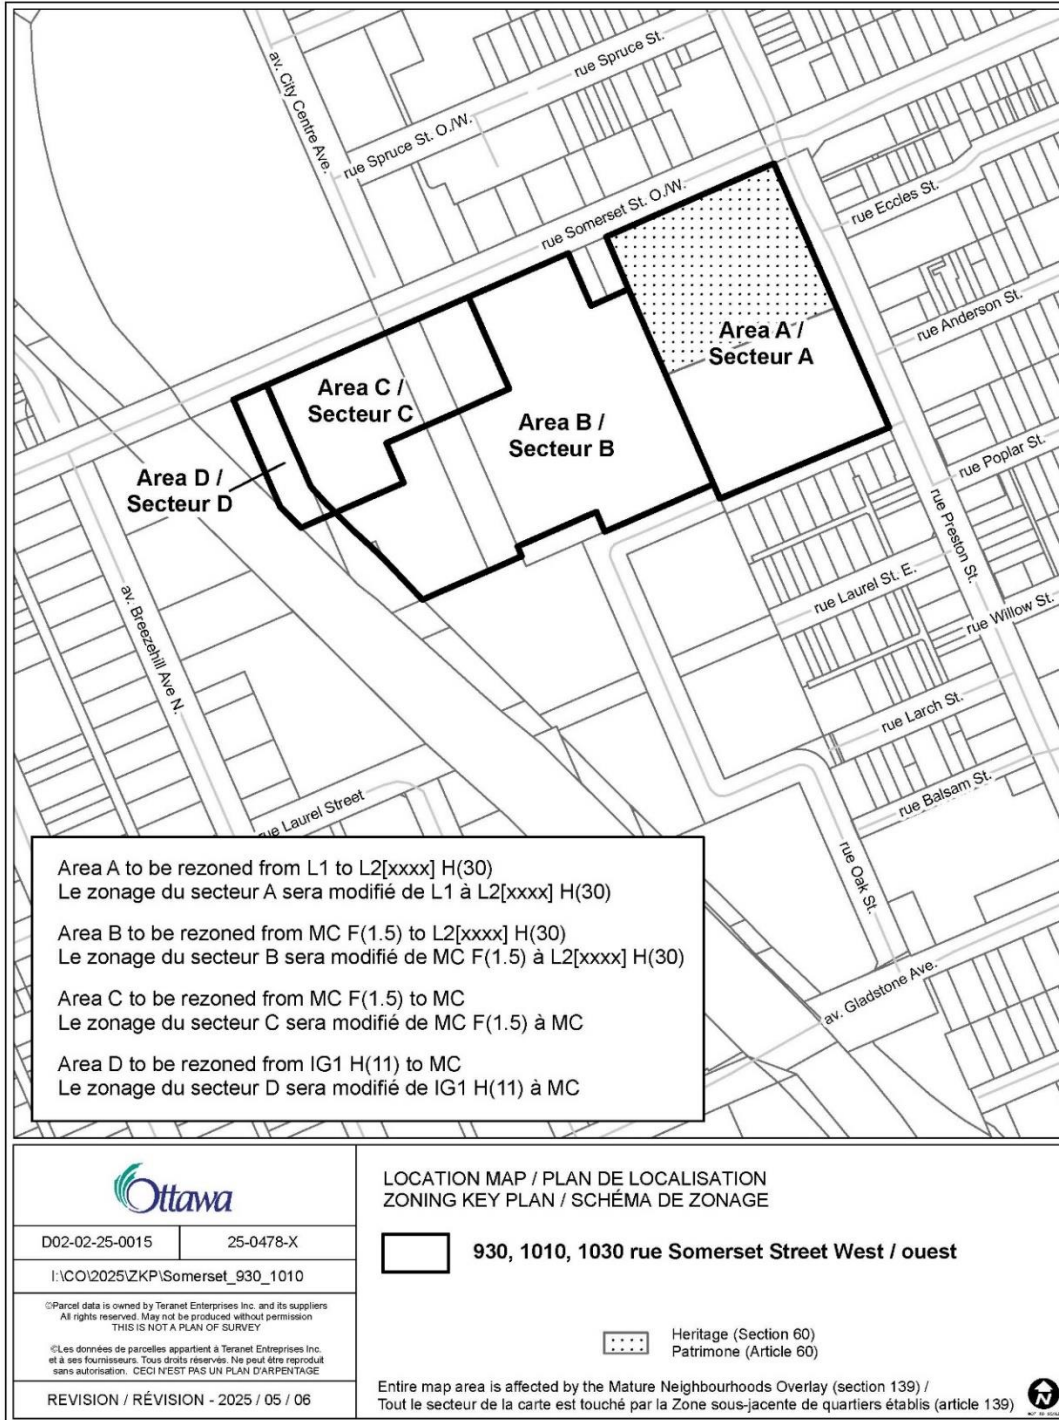 av. City Centre Ave.
rue Spruce St.
rue Spruce St. O./W.
rue Somerset St. O./W.
rue Eccles St.
rue Anderson St.
Area A /
Secteur A
Area C /
Secteur C
Area B /
Secteur B
Area D /
Secteur D
rue Poplar St.
rue Preston St.
rue Laurel St. E.
rue Willow St.
av. Breezehill Ave N.
rue Larch St.
rue Balsam St.
rue Laurel Street
rue Oak St.
av. Gladstone Ave.
Area A to be rezoned from L1 to L2[xxxx] H(30)
Le zonage du secteur A sera modifié de L1 à L2[xxxx] H(30)
Area B to be rezoned from MC F(1.5) to L2[xxxx] H(30)
Le zonage du secteur B sera modifié de MC F(1.5) à L2[xxxx] H(30)
Area C to be rezoned from MC F(1.5) to MC
Le zonage du secteur C sera modifié de MC F(1.5) à MC
Area D to be rezoned from IG1 H(11) to MC
Le zonage du secteur D sera modifié de IG1 H(11) à MC
Ottawa
D02-02-25-0015
25-0478-X
I:\CO\2025\ZKP\Somerset_930_1010
©Parcel data is owned by Teranet Enterprises Inc. and its suppliers
All rights reserved. May not be produced without permission
THIS IS NOT A PLAN OF SURVEY
©Les données de parcelles appartient à Teranet Entreprises Inc.
et à ses fournisseurs. Tous droits réservés. Ne peut être reproduit
sans autorisation. CECI N'EST PAS UN PLAN D'ARPENTAGE
REVISION / RÉVISION - 2025 / 05 / 06
LOCATION MAP / PLAN DE LOCALISATION
ZONING KEY PLAN / SCHÉMA DE ZONAGE
930, 1010, 1030 rue Somerset Street West / ouest
Heritage (Section 60)
Patrimone (Article 60)
Entire map area is affected by the Mature Neighbourhoods Overlay (section 139) /
Tout le secteur de la carte est touché par la Zone sous-jacente de quartiers établis (article 139)
N